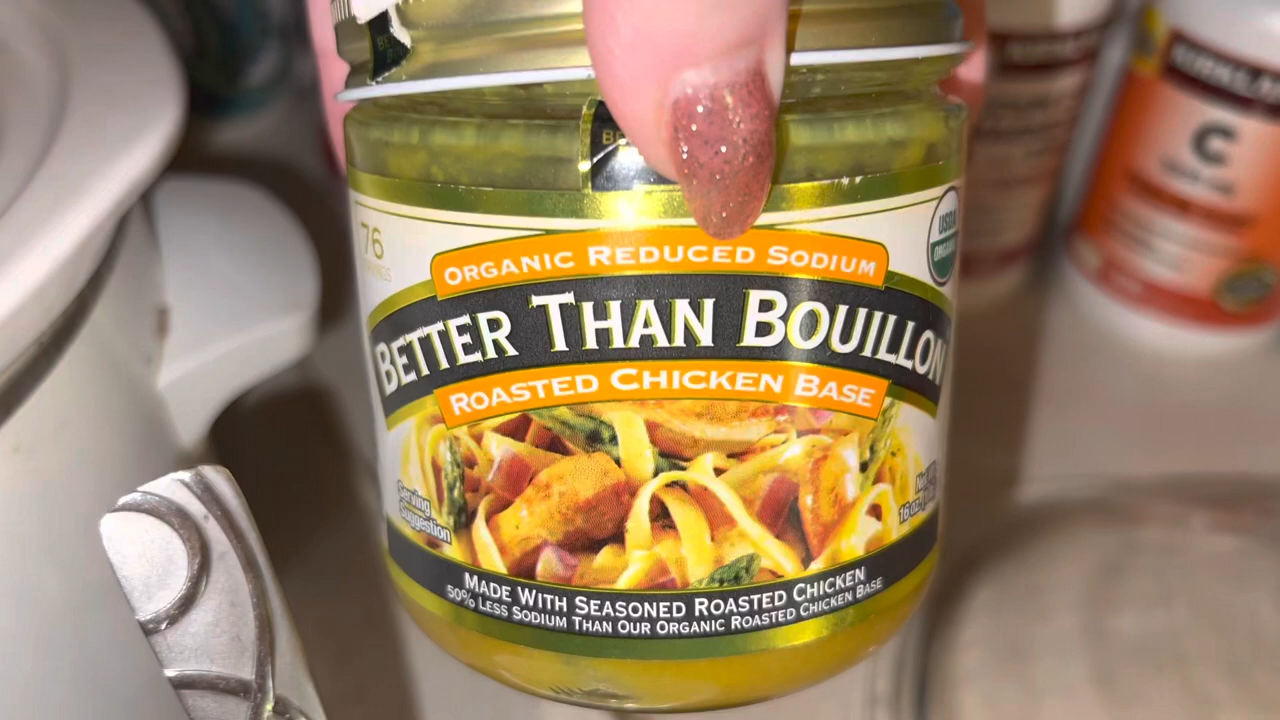 76
USDA
ORGANIC
ORGANIC REDUCED SODIUM
BETTER THAN BOUILLON
ROASTED CHICKEN BASE
Serving
Suggestion
16 oz
MADE WITH SEASONED ROASTED CHICKEN
50% LESS SODIUM THAN OUR ORGANIC ROASTED CHICKEN BASE
C